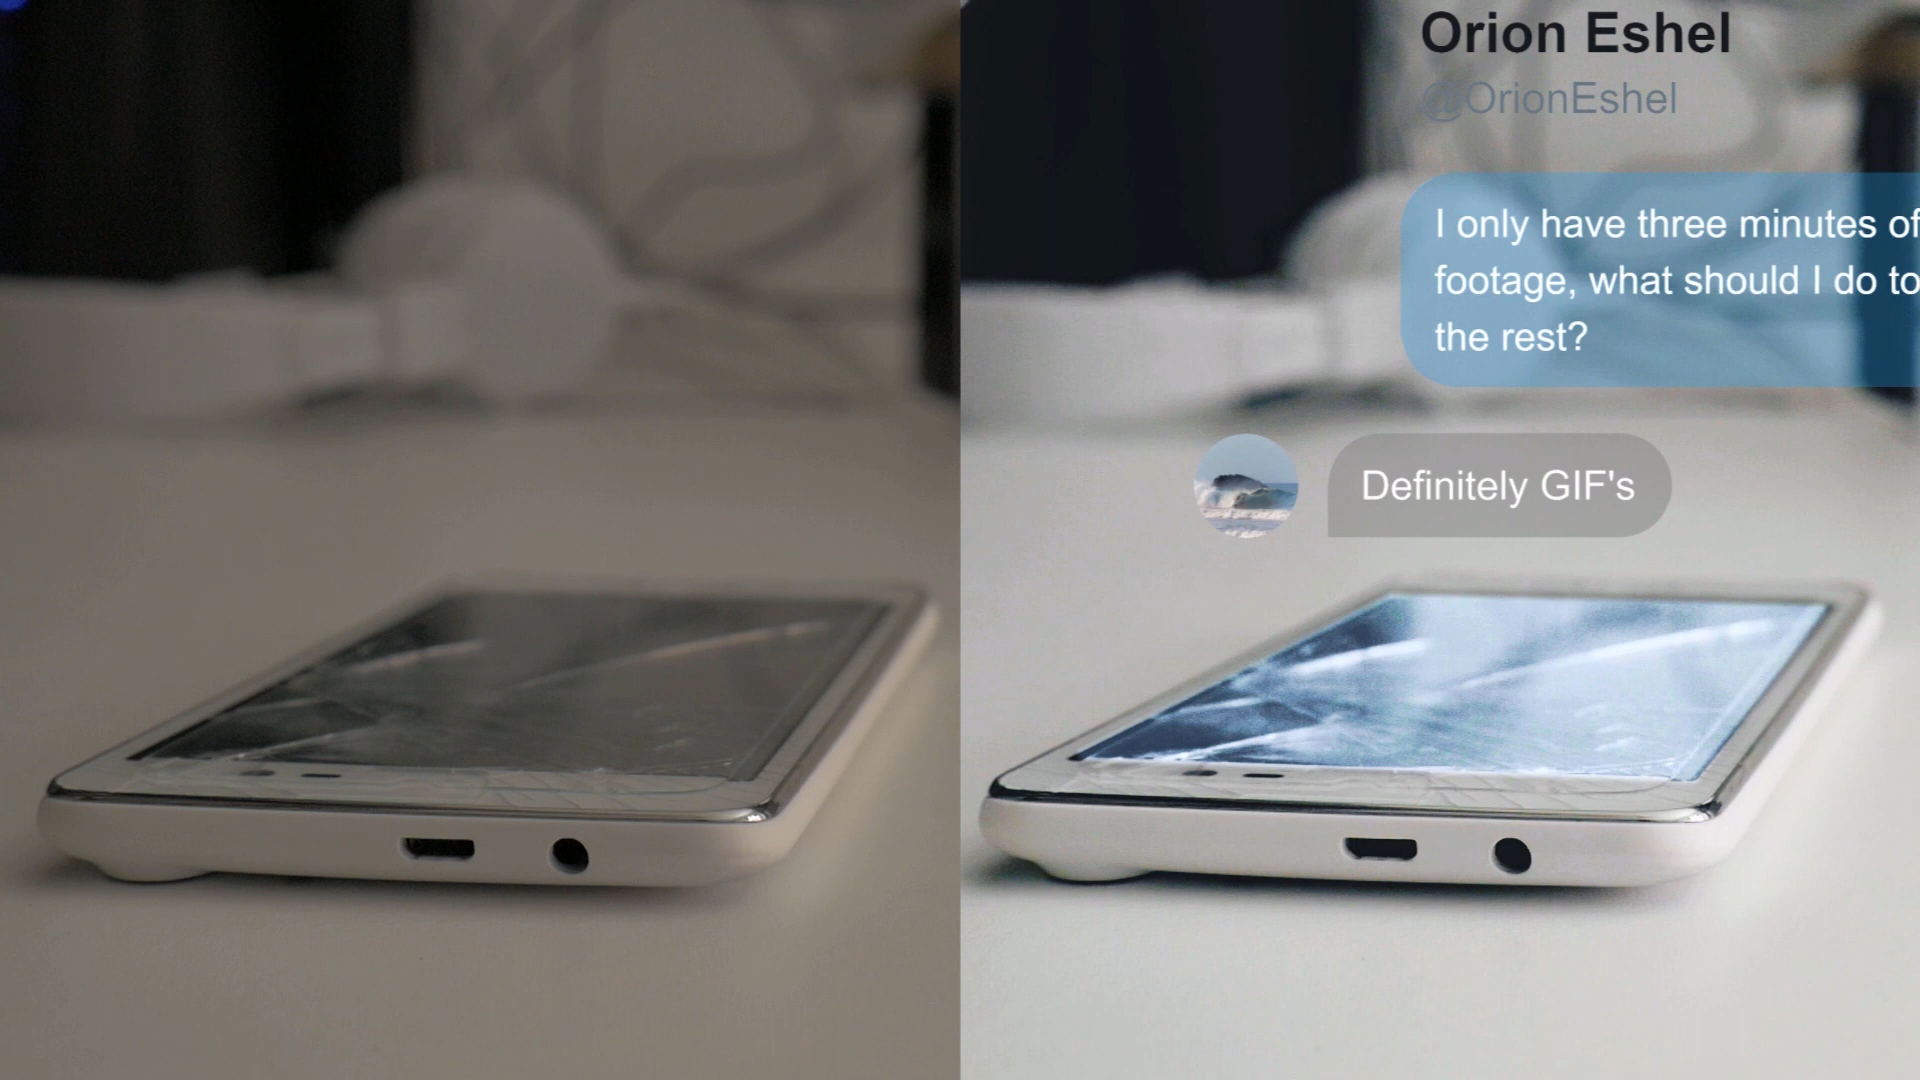 Orion Eshel
@OrionEshel
I only have three minutes of
footage, what should I do to
the rest?
Definitely GIF's